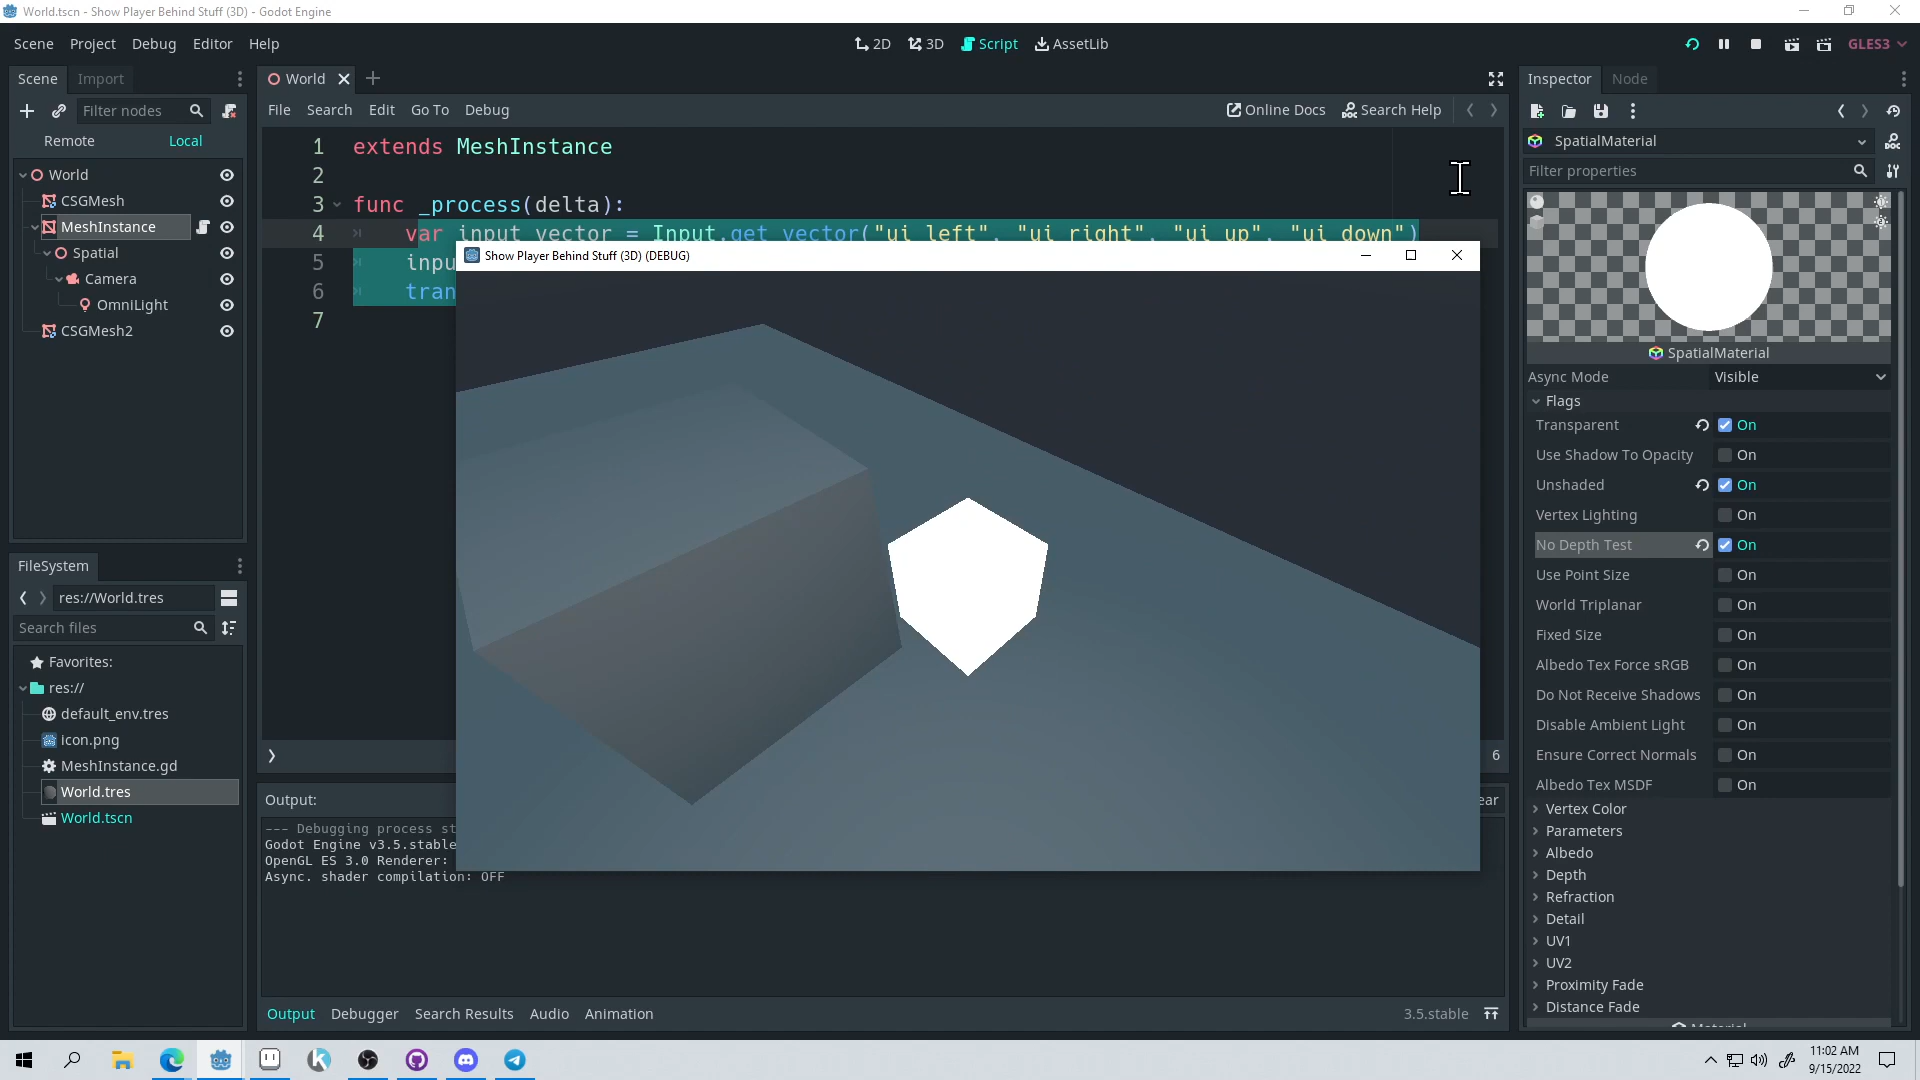 World.tscn - Show Player Behind Stuff (3D) - Godot Engine
Scene Project Debug Editor Help
2D 3D Script AssetLib
GLES3
Scene Import
World
Inspector Node
Filter nodes
File Search Edit Go To Debug
Online Docs Search Help
Remote Local
SpatialMaterial
Filter properties
World
CSGMesh
MeshInstance
Spatial
Camera
OmniLight
CSGMesh2
1 extends MeshInstance
2
3 func _process(delta):
4 var input_vector = Input.get_vector("ui_left", "ui_right", "ui_up", "ui_down")
5 inpu
6 tran
7
Show Player Behind Stuff (3D) (DEBUG)
SpatialMaterial
Async Mode Visible
Flags
Transparent On
Use Shadow To Opacity On
Unshaded On
Vertex Lighting On
No Depth Test On
Use Point Size On
World Triplanar On
Fixed Size On
Albedo Tex Force sRGB On
Do Not Receive Shadows On
Disable Ambient Light On
Ensure Correct Normals On
Albedo Tex MSDF On
Vertex Color
Parameters
Albedo
Depth
Refraction
Detail
UV1
UV2
Proximity Fade
Distance Fade
FileSystem
res://World.tres
Search files
Favorites:
res://
default_env.tres
icon.png
MeshInstance.gd
World.tres
World.tscn
6
Output:
ear
--- Debugging process st
Godot Engine v3.5.stable
OpenGL ES 3.0 Renderer:
Async. shader compilation: OFF
Output Debugger Search Results Audio Animation
3.5.stable
11:02 AM
9/15/2022